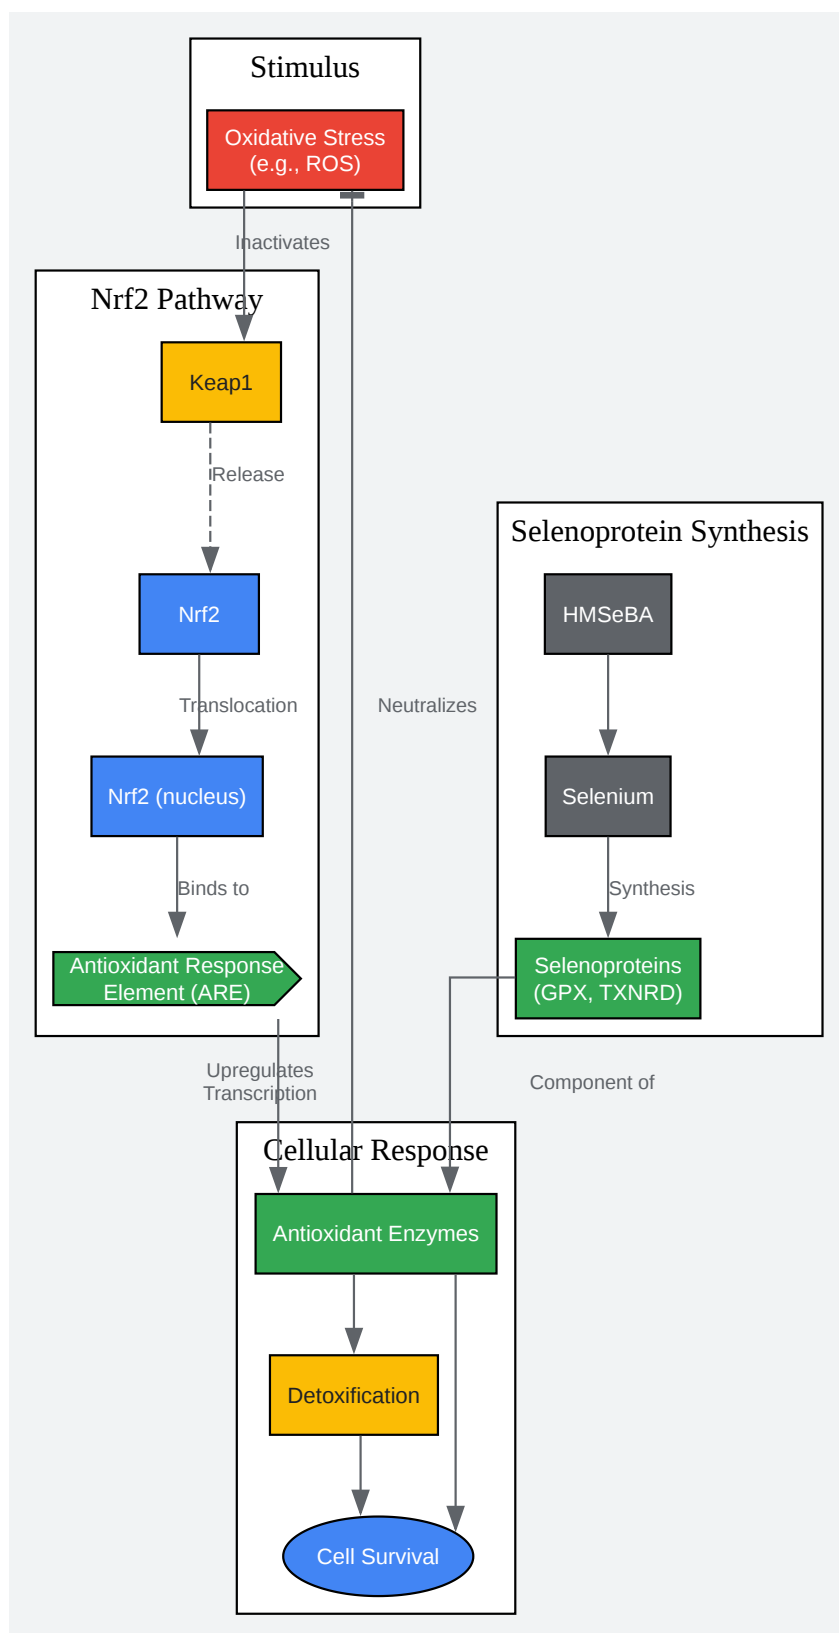 Stimulus
Oxidative Stress
(e.g., ROS)
Inactivates
Nrf2 Pathway
Keap1
Release
Nrf2
Translocation
Nrf2 (nucleus)
Binds to
Antioxidant Response
Element (ARE)
Neutralizes
Selenoprotein Synthesis
HMSeBA
Selenium
Synthesis
Selenoproteins
(GPX, TXNRD)
Upregulates
Transcription
Component of
Cellular Response
Antioxidant Enzymes
Detoxification
Cell Survival